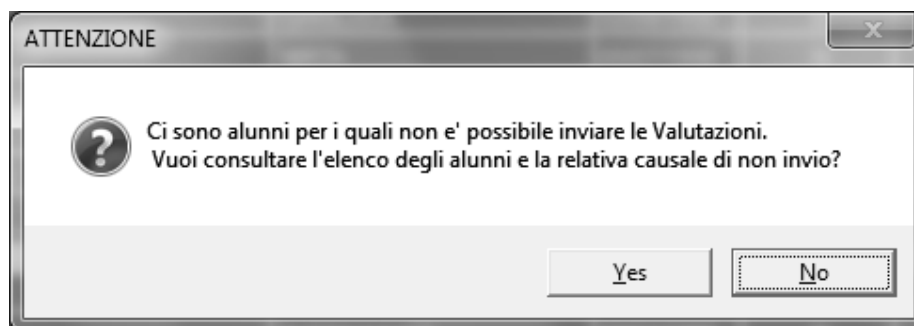 ATTENZIONE
Ci sono alunni per i quali non e' possibile inviare le Valutazioni.
Vuoi consultare l'elenco degli alunni e la relativa causale di non invio?
Yes
No